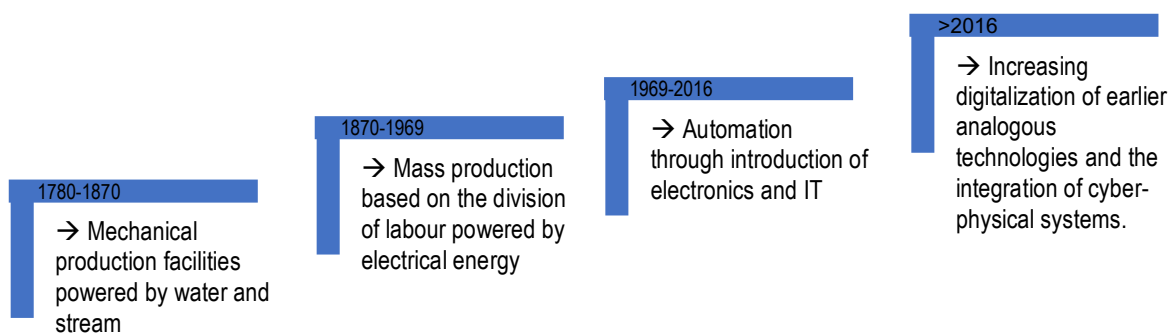 1780-1870
→ Mechanical
production facilities
powered by water and
stream
1870-1969
→ Mass production
based on the division
of labour powered by
electrical energy
1969-2016
→ Automation
through introduction of
electronics and IT
>2016
→ Increasing
digitalization of earlier
analogous
technologies and the
integration of cyber-
physical systems.